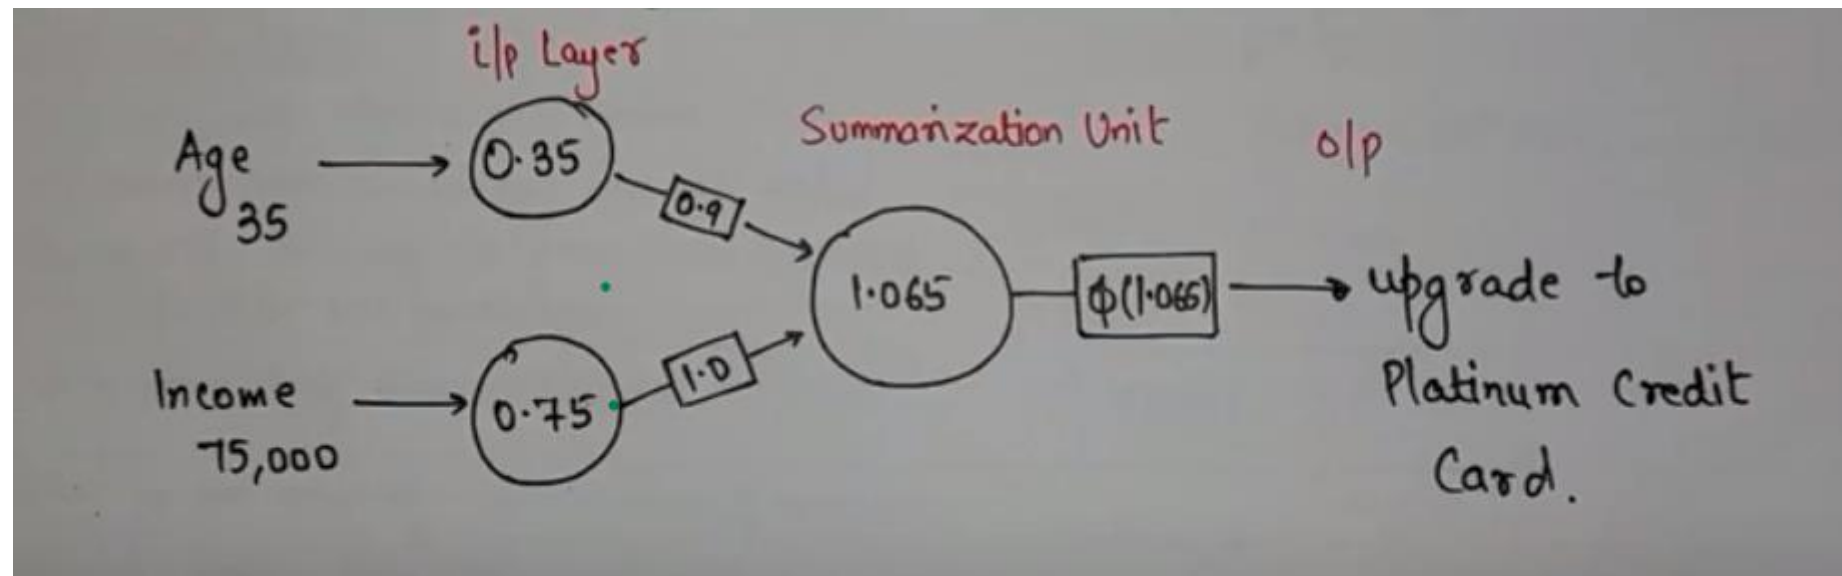 i/p Layer
Summarization Unit
o/p
Age
35
0.35
0.9
1.065
ϕ(1.065)
upgrade to
Platinum Credit
Card.
Income
75,000
0.75
1.0